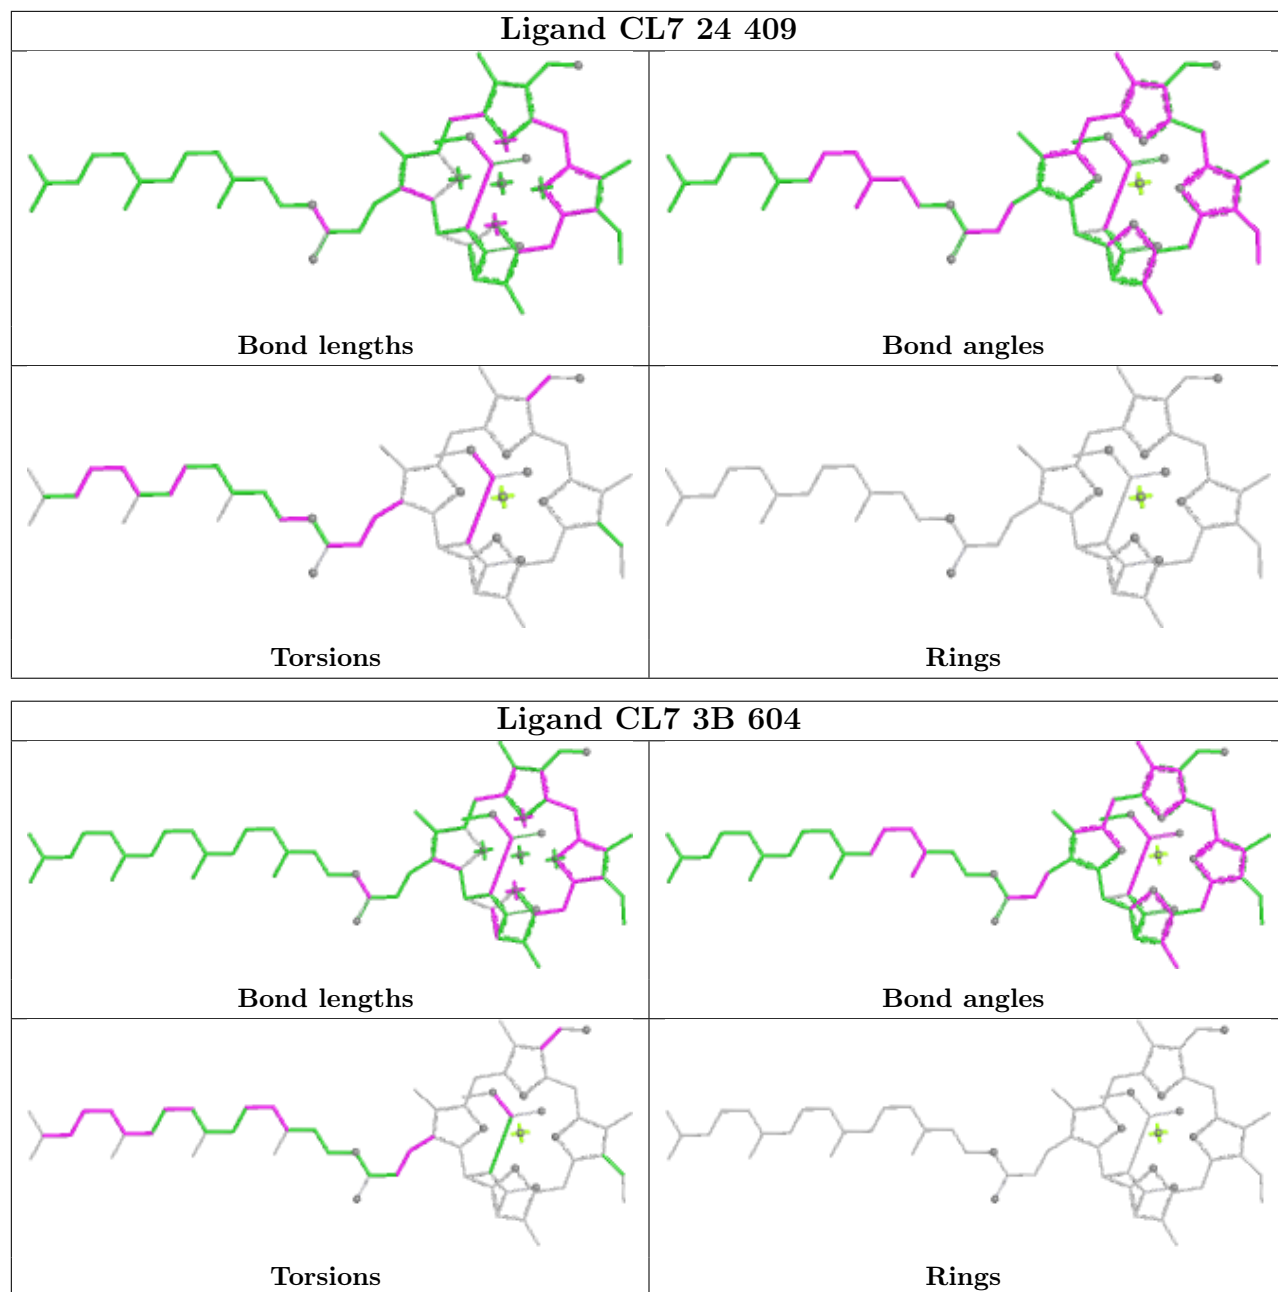 Ligand CL7 24 409
Bond lengths
Bond angles
Torsions
Rings
Ligand CL7 3B 604
Bond lengths
Bond angles
Torsions
Rings